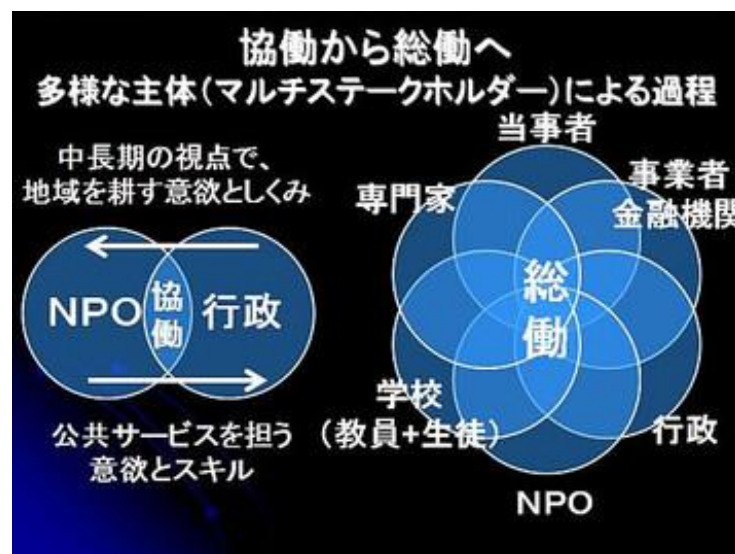 協働から総働へ
多様な主体(マルチステークホルダー)による過程
中長期の視点で、
地域を耕す意欲としくみ
NPO
協
働
行政
公共サービスを担う
意欲とスキル
当事者
専門家
事業者
金融機関
総
働
学校
(教員+生徒)
行政
NPO